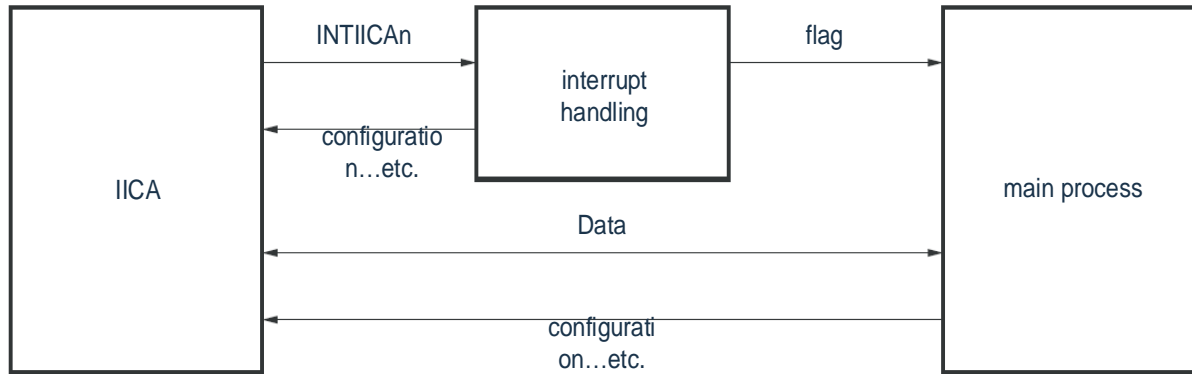 INTIICAn
flag
interrupt
handling
configuratio
n…etc.
IICA
main process
Data
configurati
on…etc.